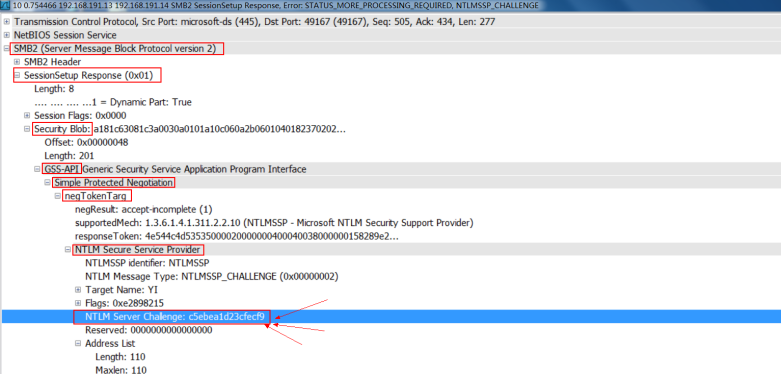 10 0.754466 192.168.191.13 192.168.191.14 SMB2 SessionSetup Response, Error: STATUS_MORE_PROCESSING_REQUIRED, NTLMSSP_CHALLENGE
Transmission Control Protocol, Src Port: microsoft-ds (445), Dst Port: 49167 (49167), Seq: 505, Ack: 434, Len: 277
NetBIOS Session Service
SMB2 (Server Message Block Protocol version 2)
SMB2 Header
SessionSetup Response (0x01)
Length: 8
.... .... .... ...1 = Dynamic Part: True
Session Flags: 0x0000
Security Blob: a181c63081c3a0030a0101a10c060a2b0601040182370202...
Offset: 0x00000048
Length: 201
GSS-API Generic Security Service Application Program Interface
Simple Protected Negotiation
negTokenTarg
negResult: accept-incomplete (1)
supportedMech: 1.3.6.1.4.1.311.2.2.10 (NTLMSSP - Microsoft NTLM Security Support Provider)
responseToken: 4e544c4d53535000020000000400040038000000158289e2...
NTLM Secure Service Provider
NTLMSSP identifier: NTLMSSP
NTLM Message Type: NTLMSSP_CHALLENGE (0x00000002)
Target Name: YI
Flags: 0xe2898215
NTLM Server Challenge: c5ebea1d23cfecf9
Reserved: 0000000000000000
Address List
Length: 110
Maxlen: 110